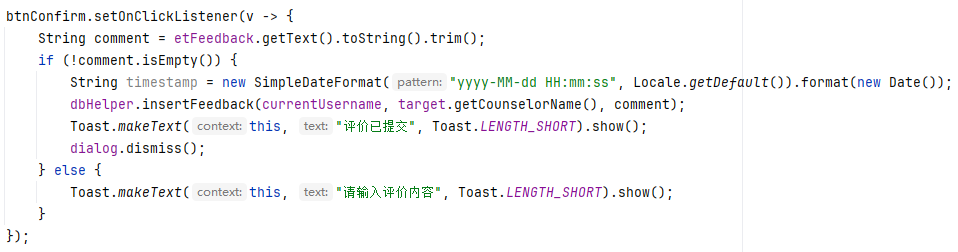 btnConfirm.setOnClickListener(v -> {
    String comment = etFeedback.getText().toString().trim();
    if (!comment.isEmpty()) {
        String timestamp = new SimpleDateFormat( pattern: "yyyy-MM-dd HH:mm:ss", Locale.getDefault()).format(new Date());
        dbHelper.insertFeedback(currentUsername, target.getCounselorName(), comment);
        Toast.makeText( context: this, text: "评价已提交", Toast.LENGTH_SHORT).show();
        dialog.dismiss();
    } else {
        Toast.makeText( context: this, text: "请输入评价内容", Toast.LENGTH_SHORT).show();
    }
});